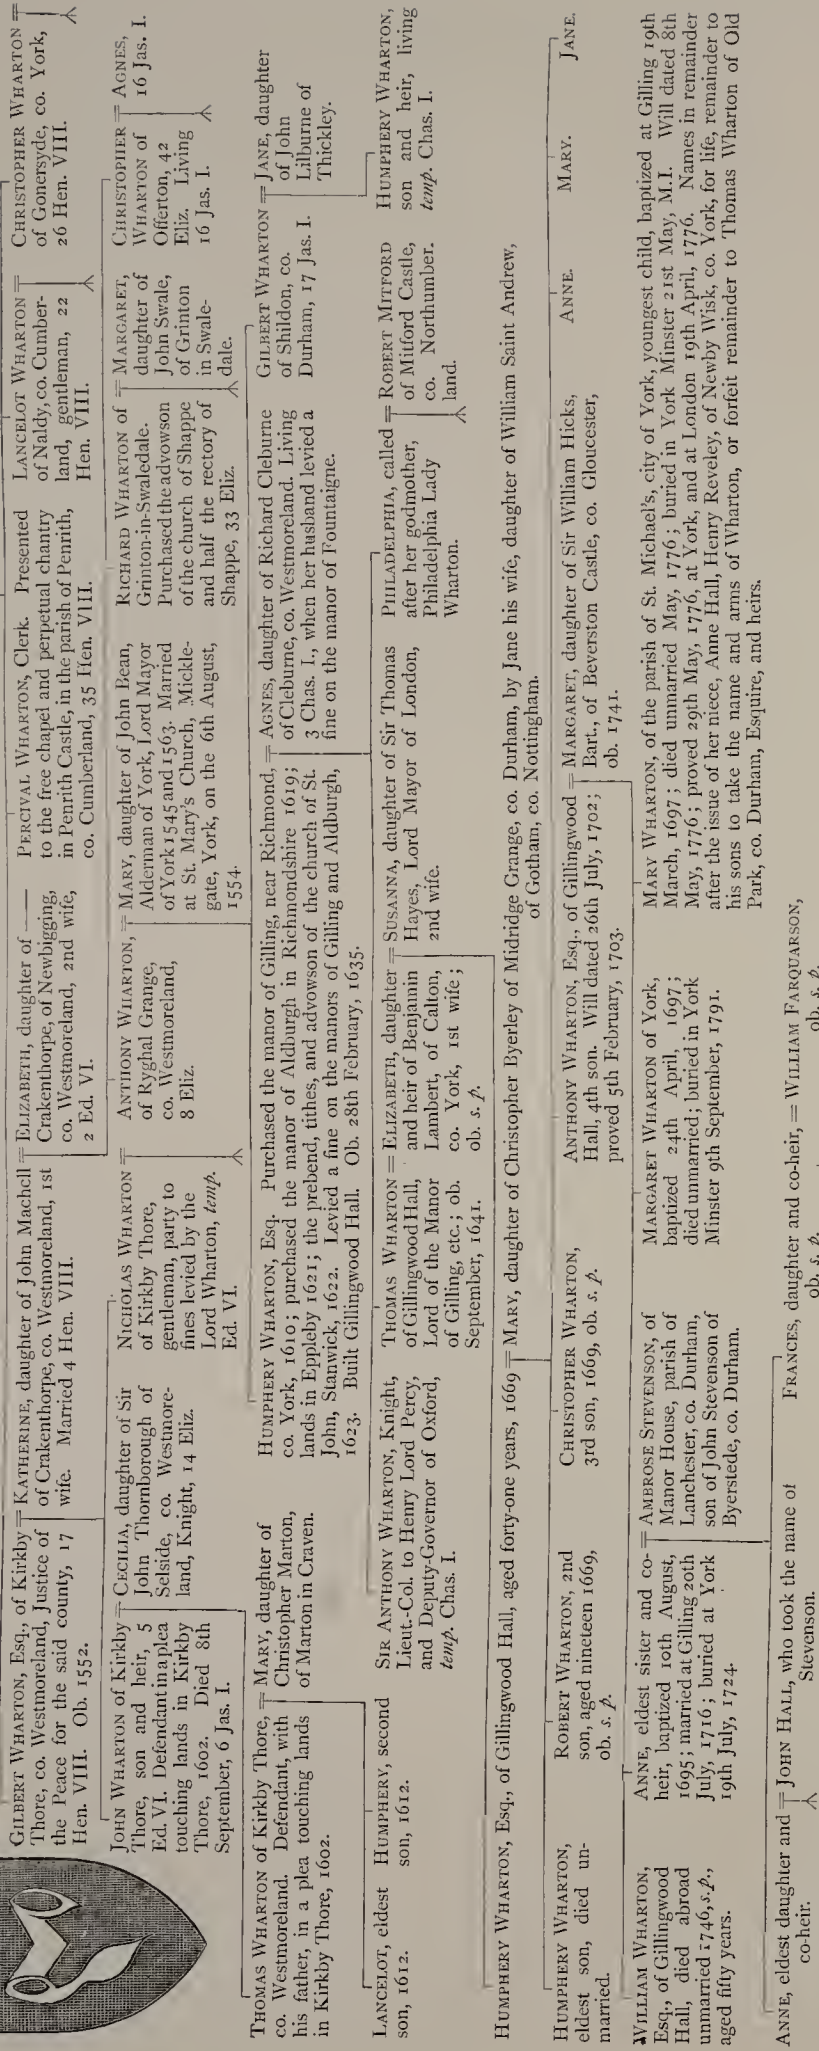 GILBERT WHARTON, Esq., of Kirkby
Thore, co. Westmoreland, Justice of
the Peace for the said county, 17
Hen. VIII. Ob. 1552.
KATHERINE, daughter of John Machell
of Crakenthorpe, co. Westmoreland, 1st
wife. Married 4 Hen. VIII.
ELIZABETH, daughter of ——
Crakenthorpe, of Newbigging,
co. Westmoreland, 2nd wife,
2 Ed. VI.
PERCIVAL WHARTON, Clerk. Presented
to the free chapel and perpetual chantry
in Penrith Castle, in the parish of Penrith,
co. Cumberland, 35 Hen. VIII.
LANCELOT WHARTON
of Naldy, co. Cumber-
land, gentleman, 22
Hen. VIII.
CHRISTOPHER WHARTON
of Gonersyde, co. York,
26 Hen. VIII.
JOHN WHARTON of Kirkby
Thore, son and heir, 5
Ed. VI. Defendant in a plea
touching lands in Kirkby
Thore, 1602. Died 8th
September, 6 Jas. I.
CECILIA, daughter of Sir
John Thornborough of
Selside, co. Westmore-
land, Knight, 14 Eliz.
NICHOLAS WHARTON
of Kirkby Thore,
gentleman, party to
fines levied by the
Lord Wharton, temp.
Ed. VI.
ANTHONY WHARTON,
of Ryghal Grange,
co. Westmoreland,
8 Eliz.
MARY, daughter of John Bean,
Alderman of York, Lord Mayor
of York 1545 and 1563. Married
at St. Mary's Church, Mickle-
gate, York, on the 6th August,
1554.
RICHARD WHARTON of
Grinton-in-Swaledale.
Purchased the advowson
of the church of Shappe
and half the rectory of
Shappe, 33 Eliz.
MARGARET,
daughter of
John Swale,
of Grinton
in Swale-
dale.
CHRISTOPHER
WHARTON of
Offerton, 42
Eliz. Living
16 Jas. I.
AGNES,
16 Jas. I.
THOMAS WHARTON of Kirkby Thore,
co. Westmoreland. Defendant, with
his father, in a plea touching lands
in Kirkby Thore, 1602.
MARY, daughter of
Christopher Marton,
of Marton in Craven.
HUMPHERY WHARTON, Esq. Purchased the manor of Gilling, near Richmond,
co. York, 1610; purchased the manor of Aldburgh in Richmondshire 1619;
lands in Eppleby 1621; the prebend, tithes, and advowson of the church of St.
John, Stanwick, 1622. Levied a fine on the manors of Gilling and Aldburgh,
1623. Built Gillingwood Hall. Ob. 28th February, 1635.
AGNES, daughter of Richard Cleburne
of Cleburne, co. Westmoreland. Living
3 Chas. I., when her husband levied a
fine on the manor of Fountaigne.
GILBERT WHARTON
of Shildon, co.
Durham, 17 Jas. I.
JANE, daughter
of John
Lilburne of
Thickley.
LANCELOT, eldest
son, 1612.
HUMPHERY, second
son, 1612.
SIR ANTHONY WHARTON, Knight,
Lieut.-Col. to Henry Lord Percy,
and Deputy-Governor of Oxford,
temp. Chas. I.
THOMAS WHARTON
of Gillingwood Hall,
Lord of the Manor
of Gilling, etc.; ob.
September, 1641.
ELIZABETH, daughter
and heir of Benjamin
Lambert, of Calton,
co. York, 1st wife;
ob. s. p.
SUSANNA, daughter of Sir Thomas
Hayes, Lord Mayor of London,
2nd wife.
PHILADELPHIA, called
after her godmother,
Philadelphia Lady
Wharton.
ROBERT MITFORD
of Mitford Castle,
co. Northumber-
land.
HUMPHERY WHARTON,
son and heir, living
temp. Chas. I.
HUMPHERY WHARTON, Esq., of Gillingwood Hall, aged forty-one years, 1669
MARY, daughter of Christopher Byerley of Midridge Grange, co. Durham, by Jane his wife, daughter of William Saint Andrew,
of Gotham, co. Nottingham.
HUMPHERY WHARTON,
eldest son, died un-
married.
ROBERT WHARTON, 2nd
son, aged nineteen 1669,
ob. s. p.
CHRISTOPHER WHARTON,
3rd son, 1669, ob. s. p.
ANTHONY WHARTON, Esq., of Gillingwood
Hall, 4th son. Will dated 26th July, 1702;
proved 5th February, 1703.
MARGARET, daughter of Sir William Hicks,
Bart., of Beverston Castle, co. Gloucester,
ob. 1741.
ANNE.
MARY.
JANE.
WILLIAM WHARTON,
Esq., of Gillingwood
Hall, died abroad
unmarried 1746, s.p.,
aged fifty years.
ANNE, eldest sister and co-
heir, baptized 10th August,
1695; married at Gilling 20th
July, 1716; buried at York
19th July, 1724.
AMBROSE STEVENSON, of
Manor House, parish of
Lanchester, co. Durham,
son of John Stevenson of
Byerstede, co. Durham.
MARGARET WHARTON of York,
baptized 24th April, 1697;
died unmarried; buried in York
Minster 9th September, 1791.
MARY WHARTON, of the parish of St. Michael's, city of York, youngest child, baptized at Gilling 19th
March, 1697; died unmarried May, 1776; buried in York Minster 21st May, M.I. Will dated 8th
May, 1776; proved 29th May, 1776, at York, and at London 19th April, 1776. Names in remainder
after the issue of her niece, Anne Hall, Henry Reveley, of Newby Wisk, co. York, for life, remainder to
his sons to take the name and arms of Wharton, or forfeit remainder to Thomas Wharton of Old
Park, co. Durham, Esquire, and heirs.
ANNE, eldest daughter and
co-heir.
JOHN HALL, who took the name of
Stevenson.
FRANCES, daughter and co-heir,
ob. s. p.
WILLIAM FARQUARSON,
ob. s. p.